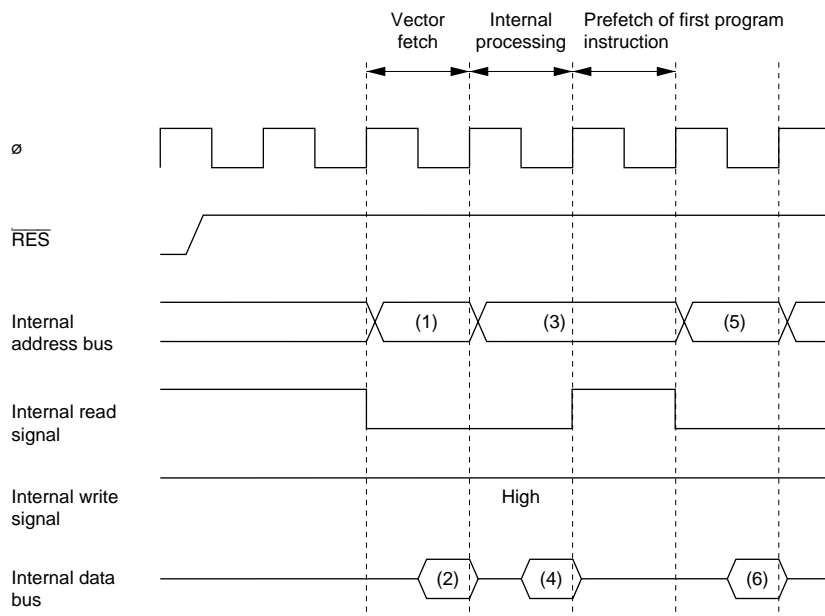 Vector
fetch
Internal
processing
Prefetch of first program
instruction
ø
RES
Internal
address bus
(1)
(3)
(5)
Internal read
signal
Internal write
signal
High
Internal data
bus
(2)
(4)
(6)